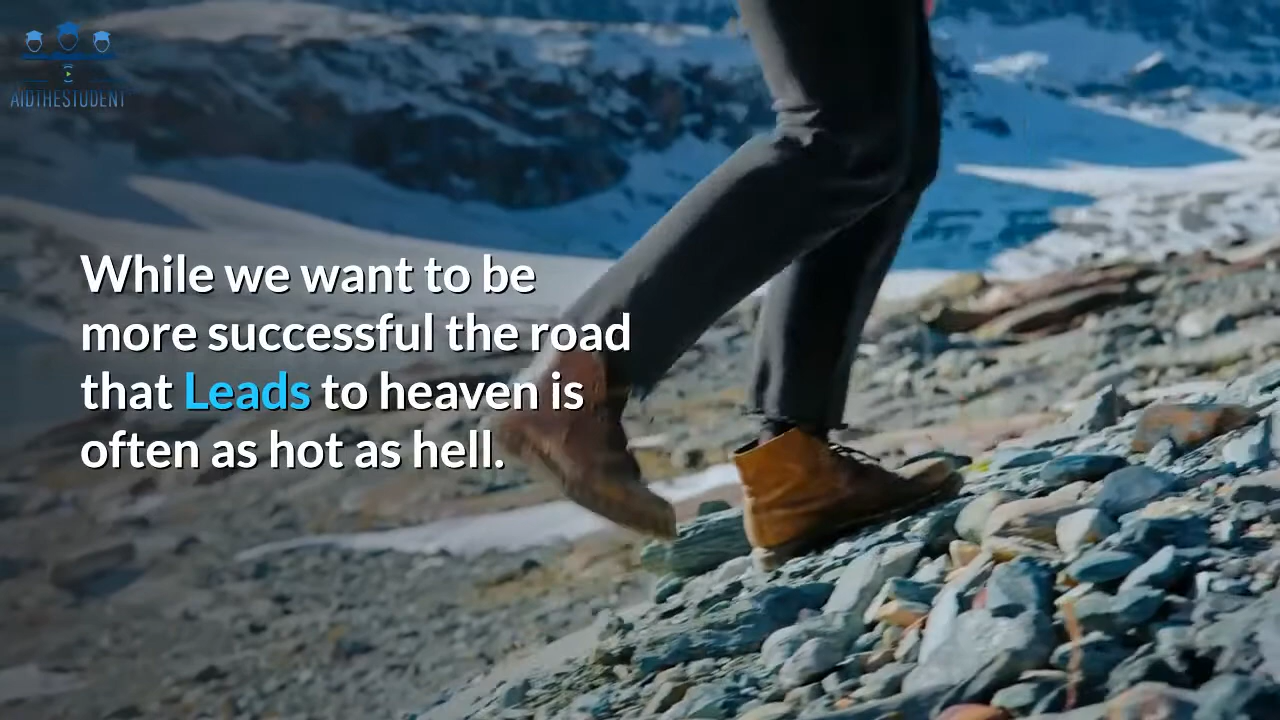 AIDTHESTUDENT
While we want to be
more successful the road
that Leads to heaven is
often as hot as hell.